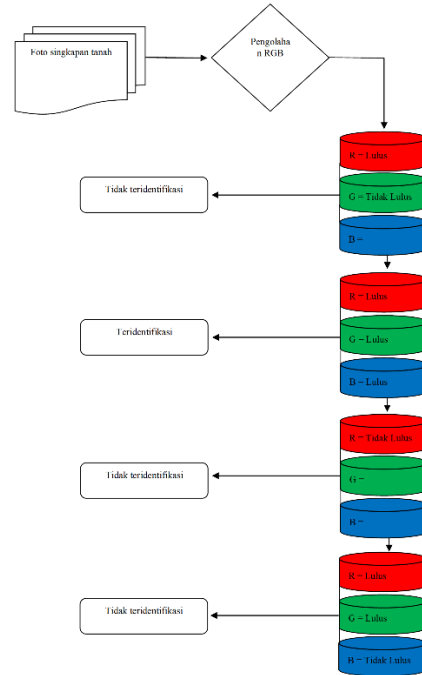 Foto singkapan tanah
Pengolaha
n RGB
R = Lulus
Tidak teridentifikasi
G = Tidak Lulus
B =
R = Lulus
Teridentifikasi
G = Lulus
B = Lulus
R = Tidak Lulus
Tidak teridentifikasi
G =
B =
R = Lulus
Tidak teridentifikasi
G = Lulus
B = Tidak Lulus